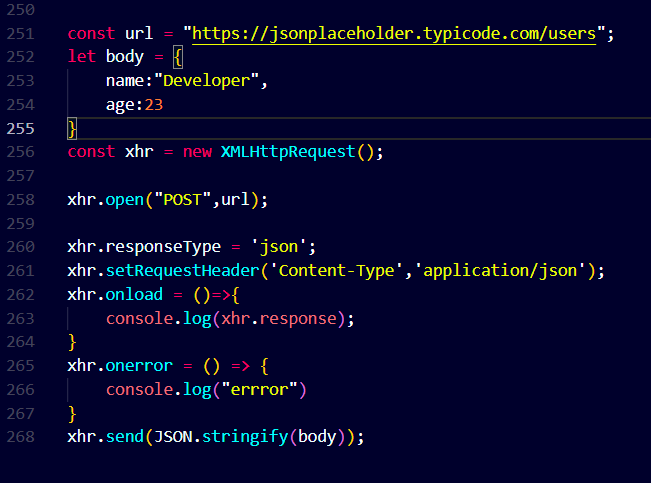 250
251 const url = "https://jsonplaceholder.typicode.com/users";
252 let body = {
253 name:"Developer",
254 age:23
255 }
256 const xhr = new XMLHttpRequest();
257
258 xhr.open("POST",url);
259
260 xhr.responseType = 'json';
261 xhr.setRequestHeader('Content-Type','application/json');
262 xhr.onload = ()=>{
263 console.log(xhr.response);
264 }
265 xhr.onerror = () => {
266 console.log("errror")
267 }
268 xhr.send(JSON.stringify(body));